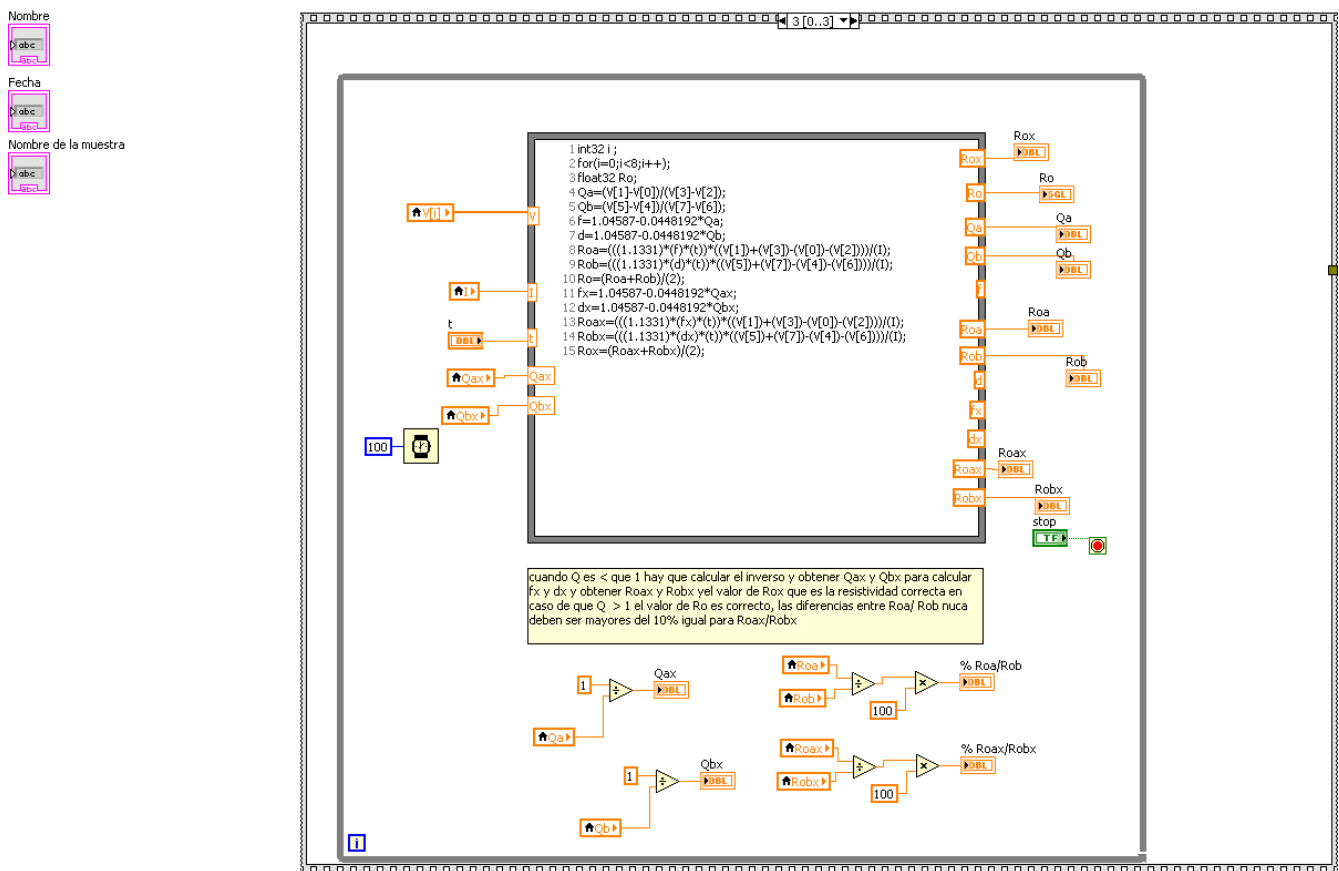 Nombre
abc
abc
Fecha
abc
abc
Nombre de la muestra
abc
abc
3 [0..3]
1 int32 i ;
2 for(i=0;i<8;i++);
3 float32 Ro;
4 Qa=(V[1]-V[0])/(V[3]-V[2]);
5 Qb=(V[5]-V[4])/(V[7]-V[6]);
6 f=1.04587-0.0448192*Qa;
7 d=1.04587-0.0448192*Qb;
8 Roa=(((1.1331)*(f)*(t))*((V[1])+(V[3])-(V[0])-(V[2])))/(I);
9 Rob=(((1.1331)*(d)*(t))*((V[5])+(V[7])-(V[4])-(V[6])))/(I);
10 Ro=(Roa+Rob)/(2);
11 fx=1.04587-0.0448192*Qax;
12 dx=1.04587-0.0448192*Qbx;
13 Roax=(((1.1331)*(fx)*(t))*((V[1])+(V[3])-(V[0])-(V[2])))/(I);
14 Robx=(((1.1331)*(dx)*(t))*((V[5])+(V[7])-(V[4])-(V[6])))/(I);
15 Rox=(Roax+Robx)/(2);
V[i]
V
I
I
t
DBL
t
Qax
Qax
Qbx
Qbx
100
Rox
Rox
DBL
Ro
Ro
SGL
Qa
Qa
DBL
Qb
Qb
DBL
f
Roa
Roa
DBL
Rob
Rob
DBL
d
fx
dx
Roax
Roax
DBL
Robx
Robx
DBL
stop
TF
cuando Q es < que 1 hay que calcular el inverso y obtener Qax y Qbx para calcular
fx y dx y obtener Roax y Robx yel valor de Rox que es la resistividad correcta en
caso de que Q > 1 el valor de Ro es correcto, las diferencias entre Roa/ Rob nuca
deben ser mayores del 10% igual para Roax/Robx
1
÷
Qax
DBL
Qa
Roa
Rob
÷
×
100
% Roa/Rob
DBL
1
÷
Qbx
DBL
Qb
Roax
Robx
÷
×
100
% Roax/Robx
DBL
i